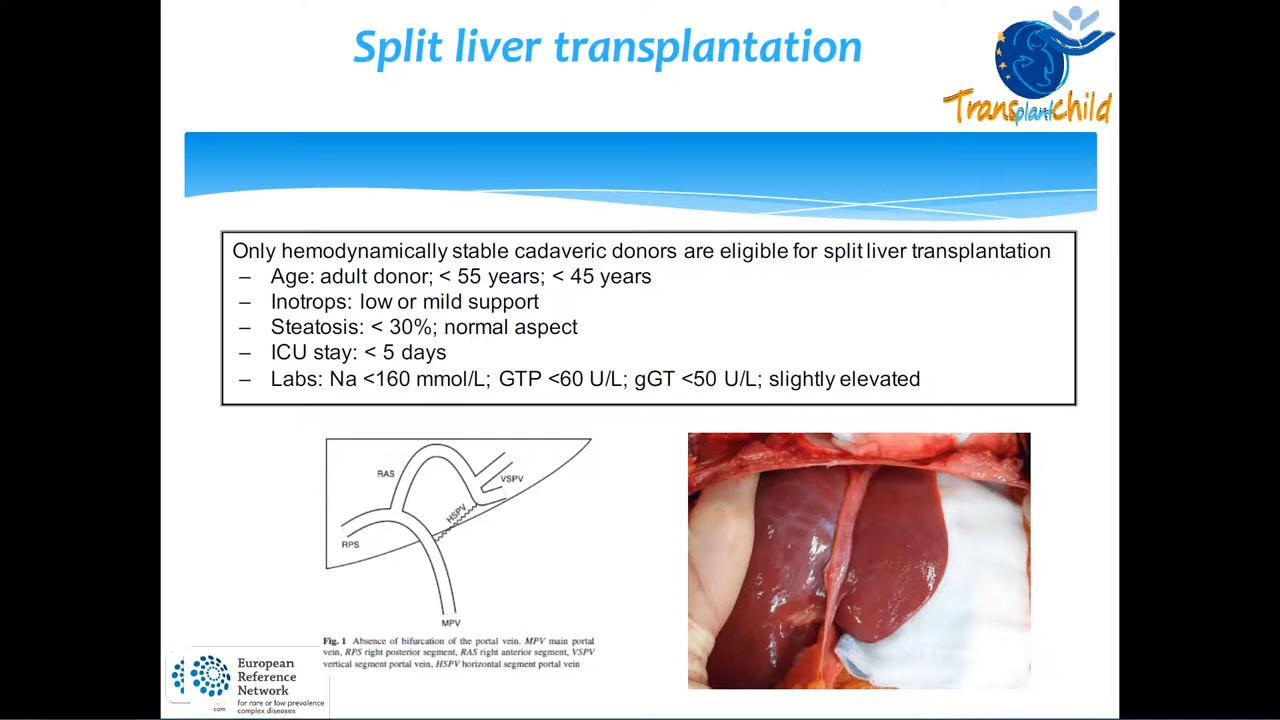 Split liver transplantation
Transplantchild
Only hemodynamically stable cadaveric donors are eligible for split liver transplantation
– Age: adult donor; < 55 years; < 45 years
– Inotrops: low or mild support
– Steatosis: < 30%; normal aspect
– ICU stay: < 5 days
– Labs: Na <160 mmol/L; GTP <60 U/L; gGT <50 U/L; slightly elevated
RAS
VSPV
HSPV
RPS
MPV
Fig. 1 Absence of bifurcation of the portal vein. MPV main portal
vein, RPS right posterior segment, RAS right anterior segment, VSPV
vertical segment portal vein, HSPV horizontal segment portal vein
European
Reference
Network
for rare or low prevalence
complex diseases
com